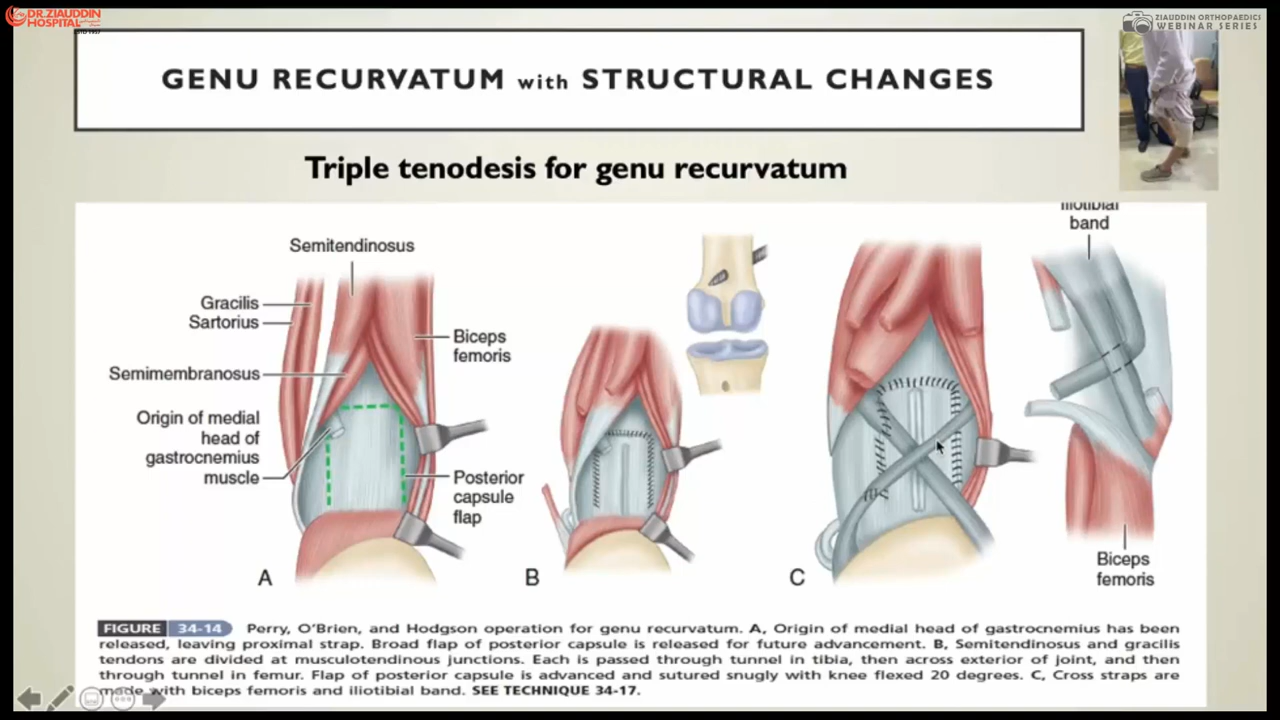 DR.ZIAUDDIN
HOSPITAL
ZIAUDDIN ORTHOPAEDICS
WEBINAR SERIES
GENU RECURVATUM with STRUCTURAL CHANGES
Triple tenodesis for genu recurvatum
Semitendinosus
Gracilis
Sartorius
Semimembranosus
Origin of medial
head of
gastrocnemius
muscle
Biceps
femoris
Posterior
capsule
flap
Iliotibial
band
Biceps
femoris
A
B
C
FIGURE 34-14 Perry, O'Brien, and Hodgson operation for genu recurvatum. A, Origin of medial head of gastrocnemius has been
released, leaving proximal strap. Broad flap of posterior capsule is released for future advancement. B, Semitendinosus and gracilis
tendons are divided at musculotendinous junctions. Each is passed through tunnel in tibia, then across exterior of joint, and then
through tunnel in femur. Flap of posterior capsule is advanced and sutured snugly with knee flexed 20 degrees. C, Cross straps are
made with biceps femoris and iliotibial band. SEE TECHNIQUE 34-17.